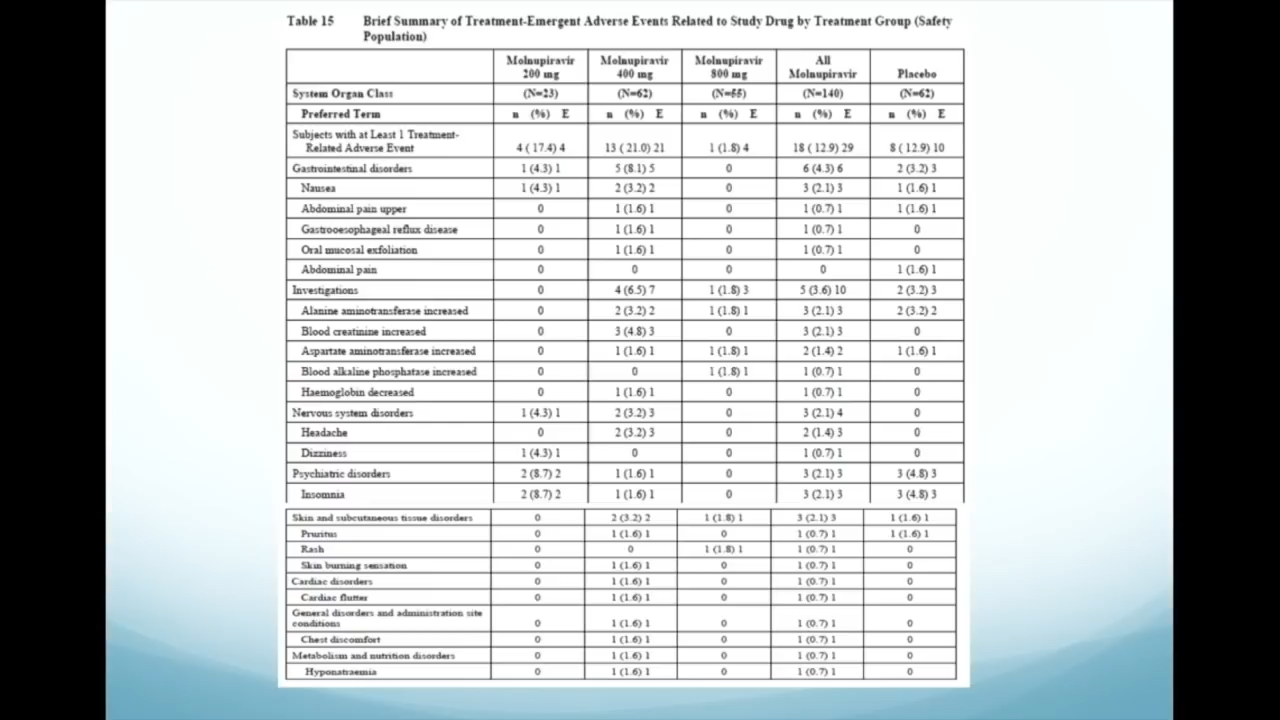 Table 15 Brief Summary of Treatment-Emergent Adverse Events Related to Study Drug by Treatment Group (Safety
Population)
Molnupiravir 200 mg Molnupiravir 400 mg Molnupiravir 800 mg All Molnupiravir Placebo
System Organ Class (N=23) (N=62) (N=55) (N=140) (N=62)
Preferred Term n (%) E n (%) E n (%) E n (%) E n (%) E
Subjects with at Least 1 Treatment-
Related Adverse Event 4 ( 17.4) 4 13 ( 21.0) 21 1 (1.8) 4 18 ( 12.9) 29 8 ( 12.9) 10
Gastrointestinal disorders 1 (4.3) 1 5 (8.1) 5 0 6 (4.3) 6 2 (3.2) 3
Nausea 1 (4.3) 1 2 (3.2) 2 0 3 (2.1) 3 1 (1.6) 1
Abdominal pain upper 0 1 (1.6) 1 0 1 (0.7) 1 1 (1.6) 1
Gastrooesophageal reflux disease 0 1 (1.6) 1 0 1 (0.7) 1 0
Oral mucosal exfoliation 0 1 (1.6) 1 0 1 (0.7) 1 0
Abdominal pain 0 0 0 0 1 (1.6) 1
Investigations 0 4 (6.5) 7 1 (1.8) 3 5 (3.6) 10 2 (3.2) 3
Alanine aminotransferase increased 0 2 (3.2) 2 1 (1.8) 1 3 (2.1) 3 2 (3.2) 2
Blood creatinine increased 0 3 (4.8) 3 0 3 (2.1) 3 0
Aspartate aminotransferase increased 0 1 (1.6) 1 1 (1.8) 1 2 (1.4) 2 1 (1.6) 1
Blood alkaline phosphatase increased 0 0 1 (1.8) 1 1 (0.7) 1 0
Haemoglobin decreased 0 1 (1.6) 1 0 1 (0.7) 1 0
Nervous system disorders 1 (4.3) 1 2 (3.2) 3 0 3 (2.1) 4 0
Headache 0 2 (3.2) 3 0 2 (1.4) 3 0
Dizziness 1 (4.3) 1 0 0 1 (0.7) 1 0
Psychiatric disorders 2 (8.7) 2 1 (1.6) 1 0 3 (2.1) 3 3 (4.8) 3
Insomnia 2 (8.7) 2 1 (1.6) 1 0 3 (2.1) 3 3 (4.8) 3
Skin and subcutaneous tissue disorders 0 2 (3.2) 2 1 (1.8) 1 3 (2.1) 3 1 (1.6) 1
Pruritus 0 1 (1.6) 1 0 1 (0.7) 1 1 (1.6) 1
Rash 0 0 1 (1.8) 1 1 (0.7) 1 0
Skin burning sensation 0 1 (1.6) 1 0 1 (0.7) 1 0
Cardiac disorders 0 1 (1.6) 1 0 1 (0.7) 1 0
Cardiac flutter 0 1 (1.6) 1 0 1 (0.7) 1 0
General disorders and administration site
conditions 0 1 (1.6) 1 0 1 (0.7) 1 0
Chest discomfort 0 1 (1.6) 1 0 1 (0.7) 1 0
Metabolism and nutrition disorders 0 1 (1.6) 1 0 1 (0.7) 1 0
Hyponatraemia 0 1 (1.6) 1 0 1 (0.7) 1 0